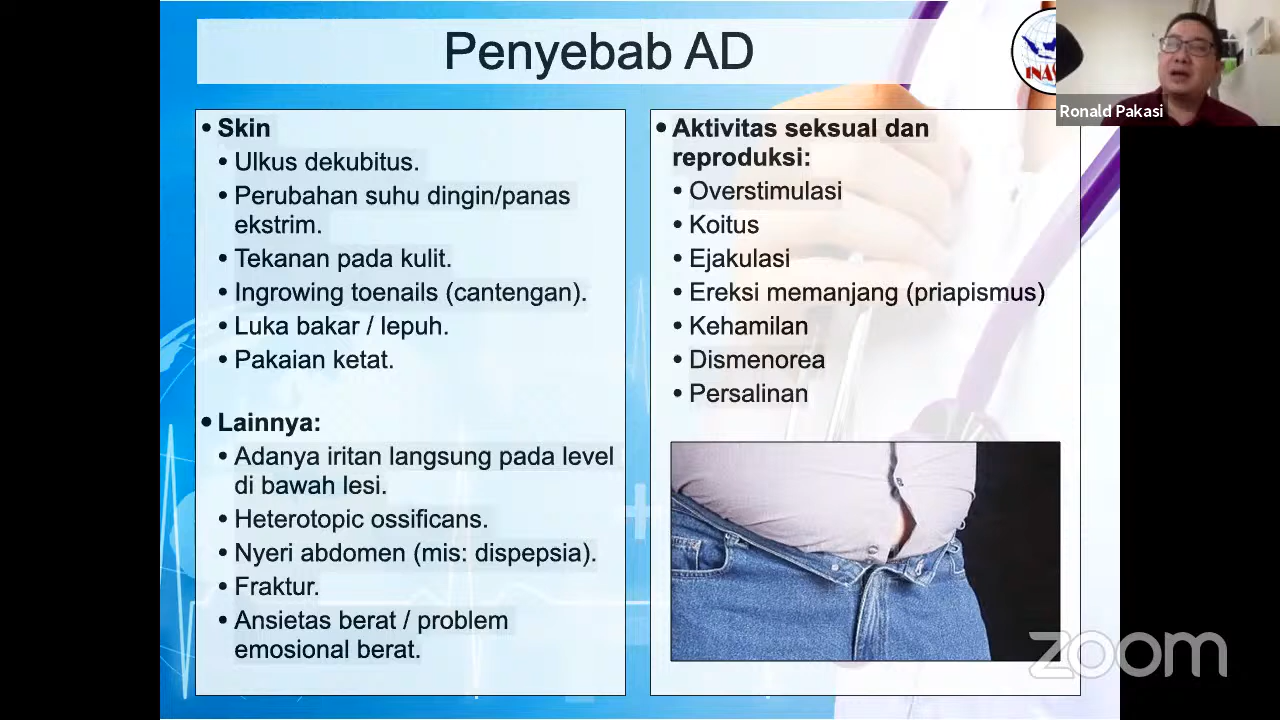 Penyebab AD
Ronald Pakasi
• Skin
• Ulkus dekubitus.
• Perubahan suhu dingin/panas
ekstrim.
• Tekanan pada kulit.
• Ingrowing toenails (cantengan).
• Luka bakar / lepuh.
• Pakaian ketat.
• Lainnya:
• Adanya iritan langsung pada level
di bawah lesi.
• Heterotopic ossificans.
• Nyeri abdomen (mis: dispepsia).
• Fraktur.
• Ansietas berat / problem
emosional berat.
• Aktivitas seksual dan
reproduksi:
• Overstimulasi
• Koitus
• Ejakulasi
• Ereksi memanjang (priapismus)
• Kehamilan
• Dismenorea
• Persalinan
zoom